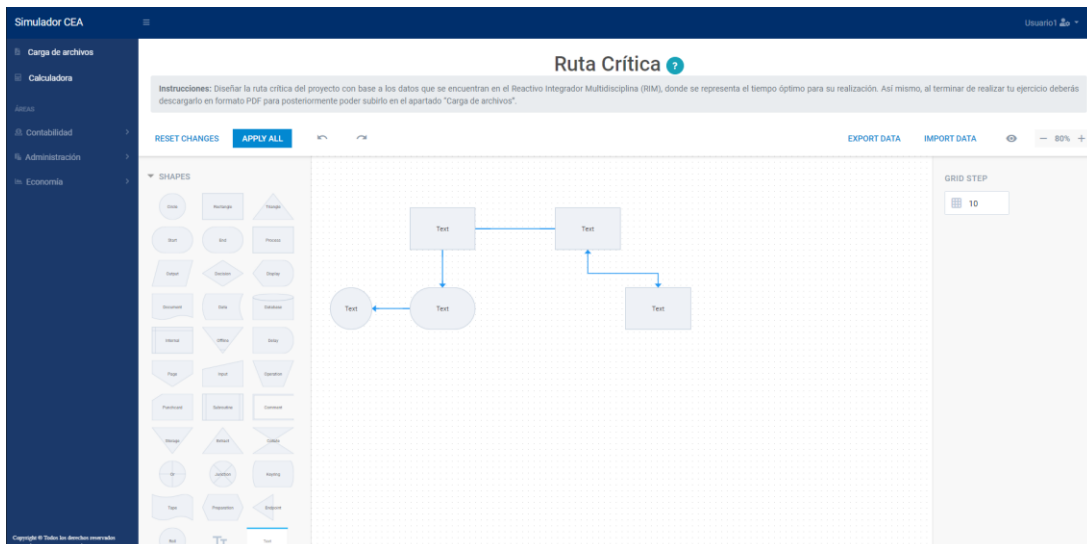 Simulador CEA
Usuario1
Carga de archivos
Calculadora
ÁREAS
Contabilidad
Administración
Economía
Copyright © Todos los derechos reservados
Ruta Crítica ?
Instrucciones: Diseñar la ruta crítica del proyecto con base a los datos que se encuentran en el Reactivo Integrador Multidisciplina (RIM), donde se representa el tiempo óptimo para su realización. Así mismo, al terminar de realizar tu ejercicio deberás
descargarlo en formato PDF para posteriormente poder subirlo en el apartado "Carga de archivos".
RESET CHANGES
APPLY ALL
EXPORT DATA
IMPORT DATA
− 80% +
SHAPES
Circle Rectangle Triangle
Start End Process
Output Decision Display
Document Data Database
Internal Offline Delay
Page Input Operation
Punchcard Subroutine Comment
Storage Extract Collate
Or Junction Keyring
Tape Preparation Endpoint
Roll Tт Text
Text Text
Text Text Text
GRID STEP
10